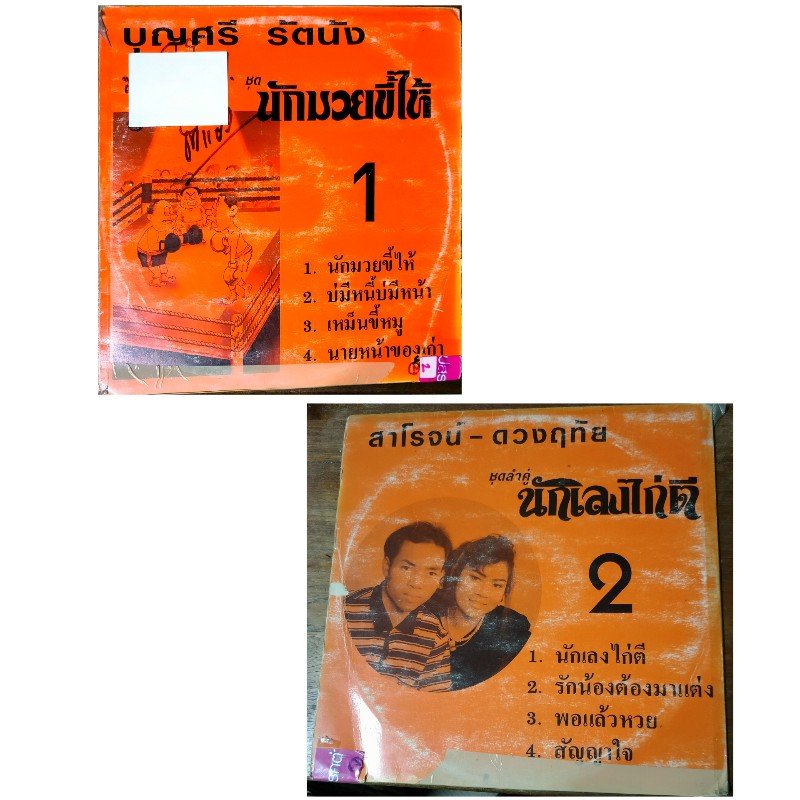 บุญศรี รัตนัง
ชุด
นักมวยขี้ไห้
1
1. นักมวยขี้ไห้
2. บ่มีหนี้บ่มีหน้า
3. เหม็นขี้หมู
4. นายหน้าของเก่า
สาโรจน์ - ดวงฤทัย
ชุดลำคู่
นักเลงไก่ตี
2
1. นักเลงไก่ตี
2. รักน้องต้องมาแต่ง
3. พอแล้วหวย
4. สัญญาใจ